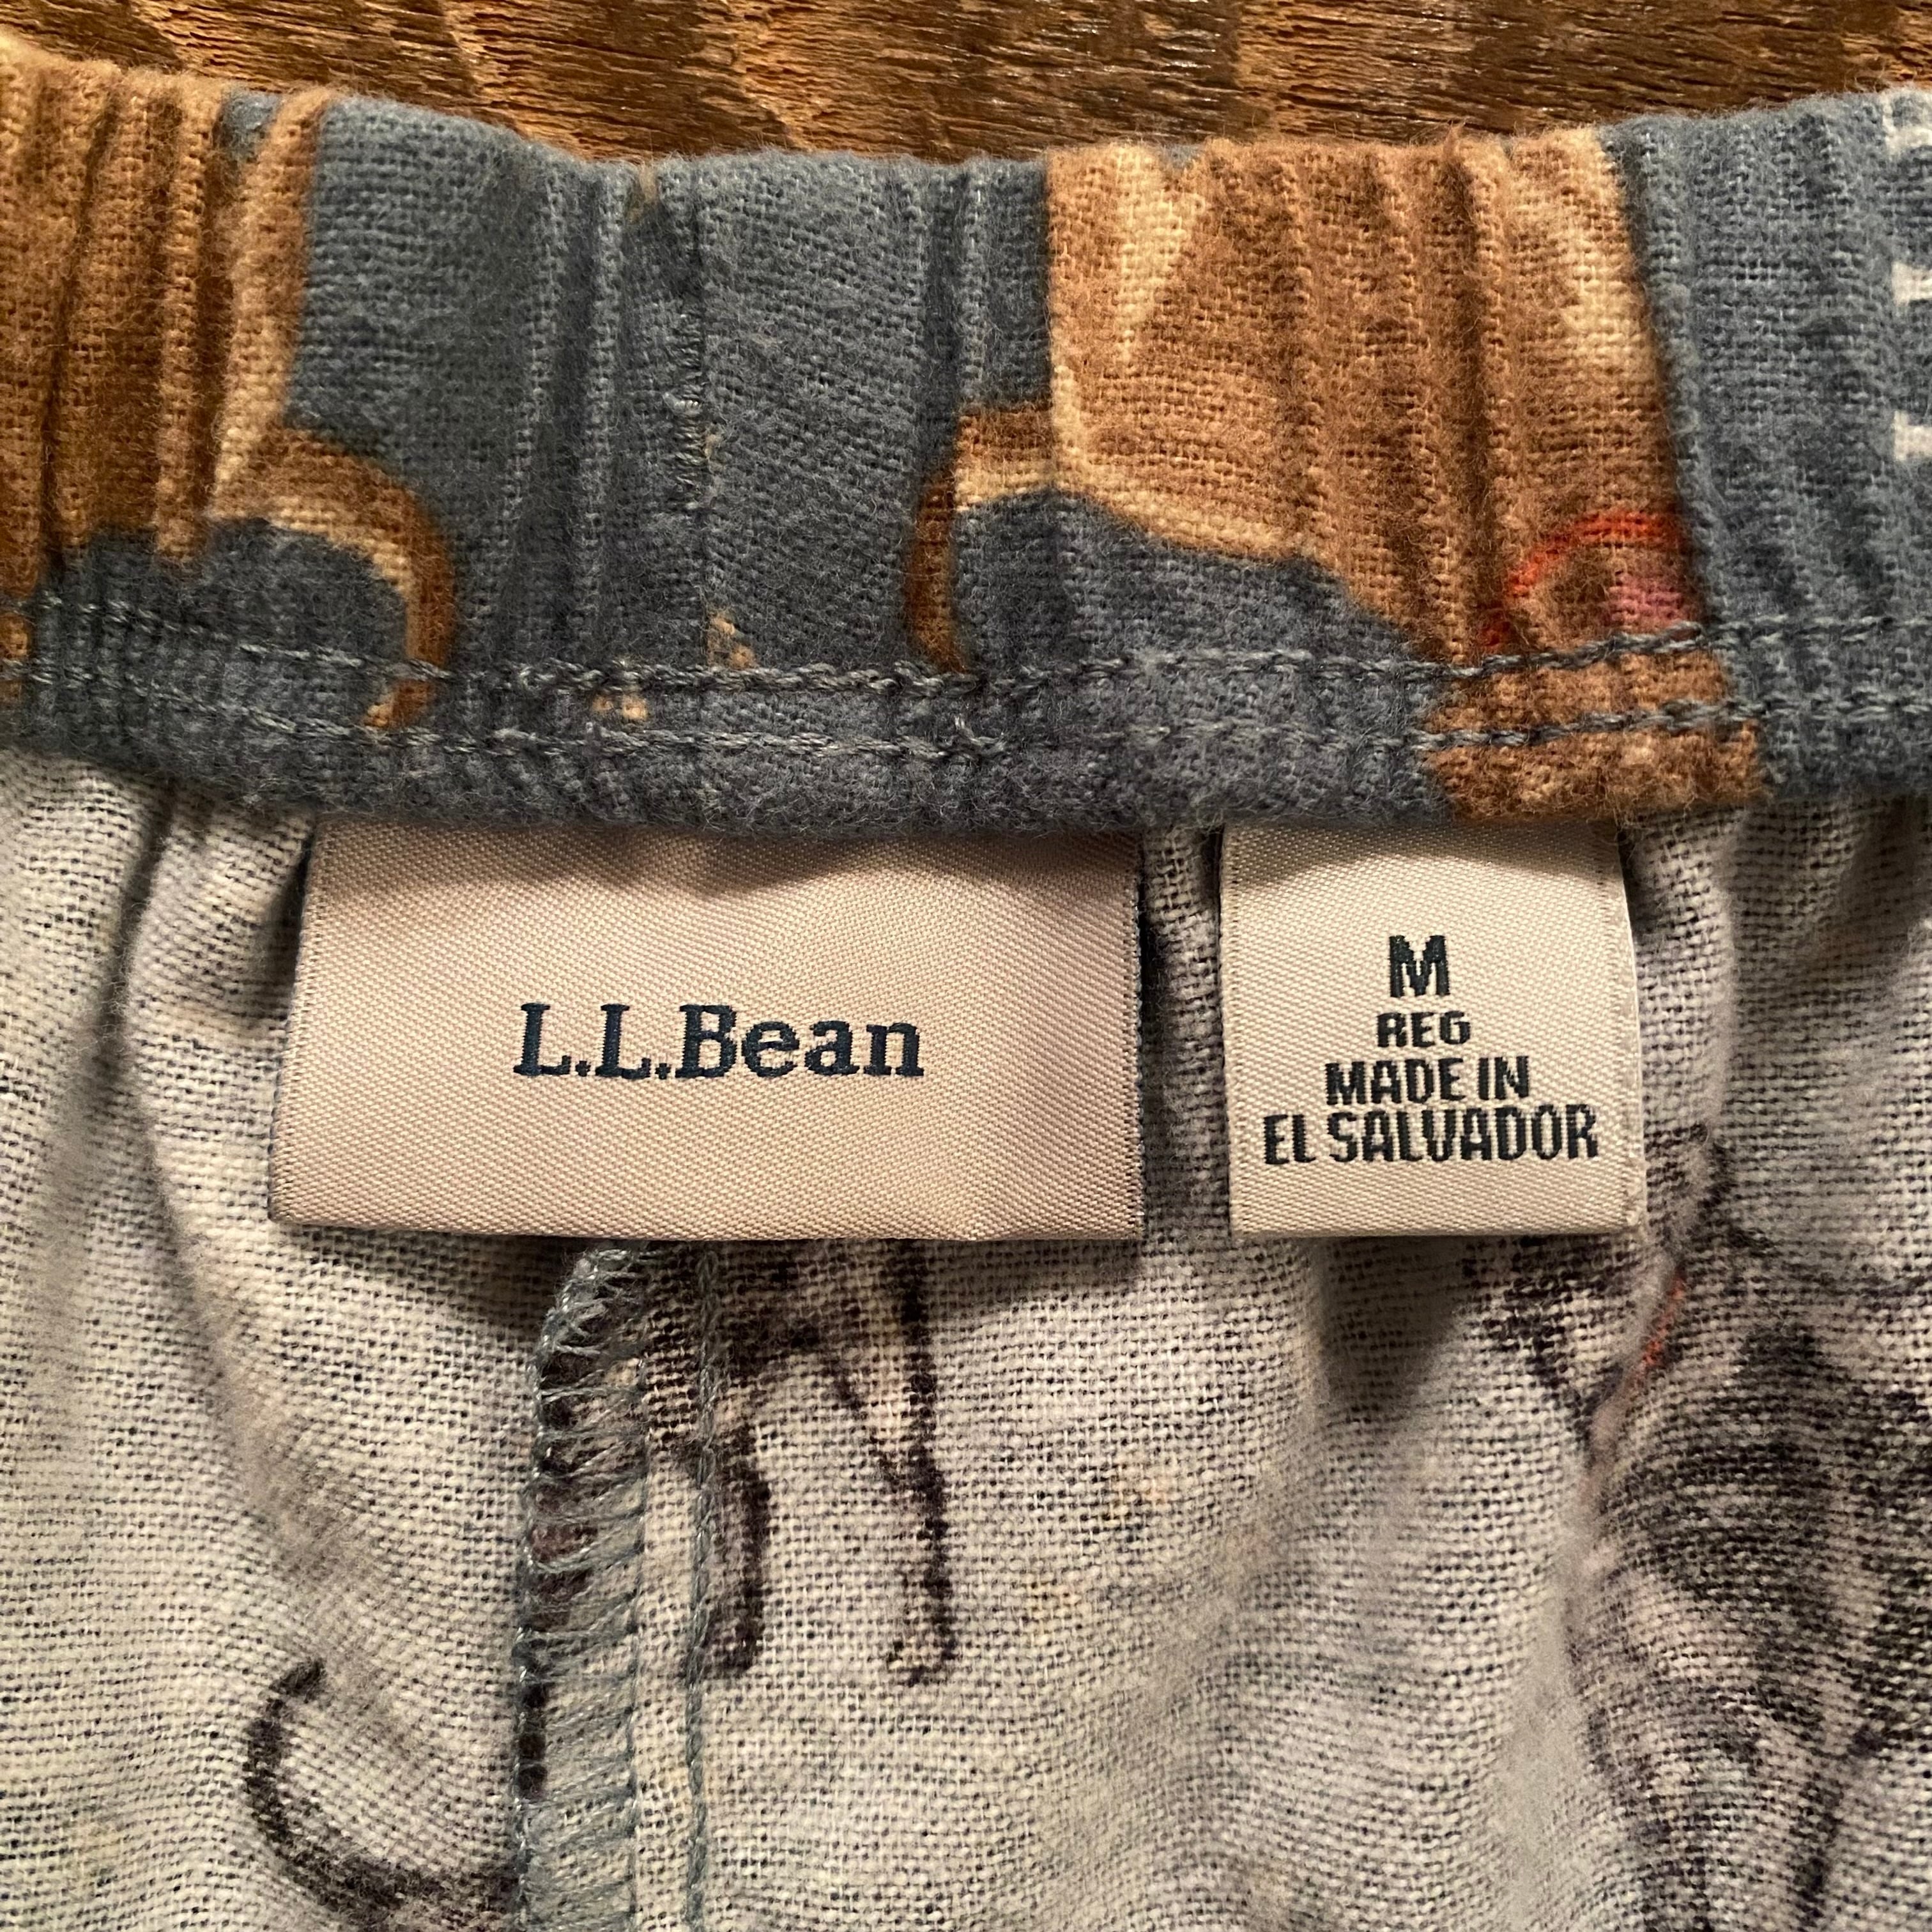 L.L.Bean
M
REG
MADE IN
EL SALVADOR